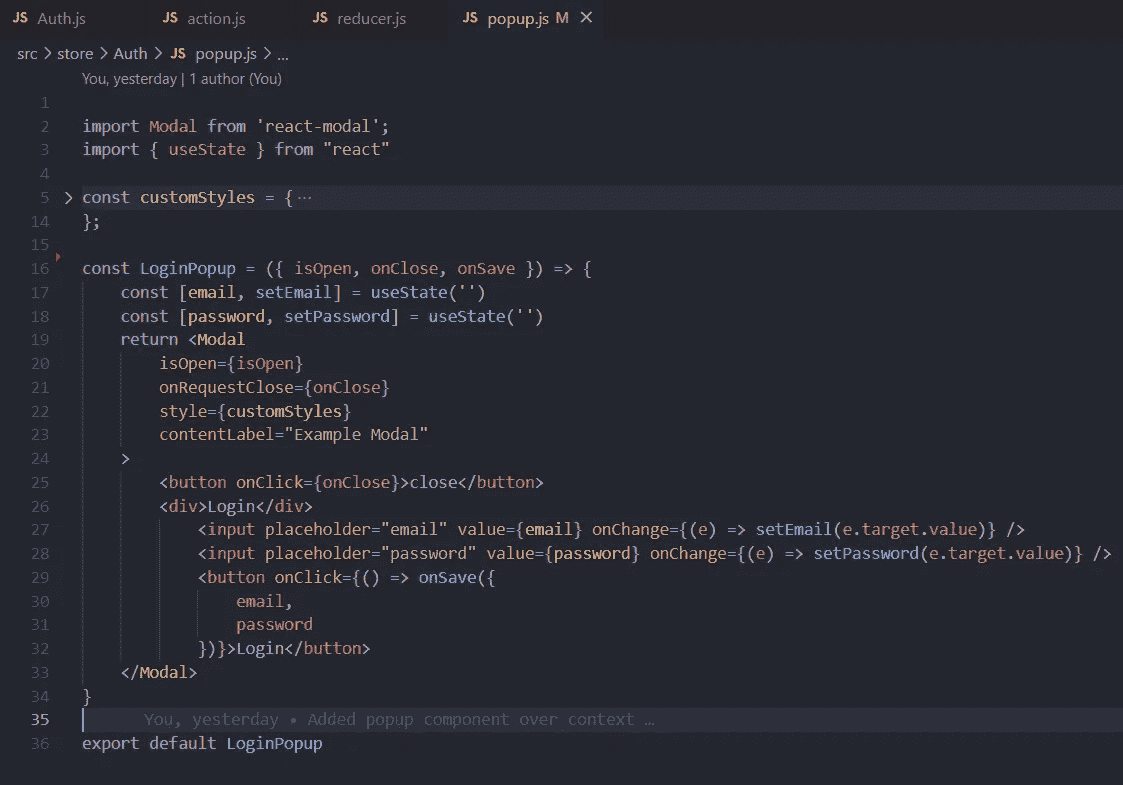 JS Auth.js JS action.js JS reducer.js JS popup.js M ✕
src > store > Auth > JS popup.js > ...
You, yesterday | 1 author (You)
1
2 import Modal from 'react-modal';
3 import { useState } from "react"
4
5 > const customStyles = {···
14 };
15
16 const LoginPopup = ({ isOpen, onClose, onSave }) => {
17     const [email, setEmail] = useState('')
18     const [password, setPassword] = useState('')
19     return <Modal
20         isOpen={isOpen}
21         onRequestClose={onClose}
22         style={customStyles}
23         contentLabel="Example Modal"
24     >
25         <button onClick={onClose}>close</button>
26         <div>Login</div>
27             <input placeholder="email" value={email} onChange={(e) => setEmail(e.target.value)} />
28             <input placeholder="password" value={password} onChange={(e) => setPassword(e.target.value)} />
29             <button onClick={() => onSave({
30                 email,
31                 password
32             })}>Login</button>
33     </Modal>
34 }
35 You, yesterday • Added popup component over context …
36 export default LoginPopup